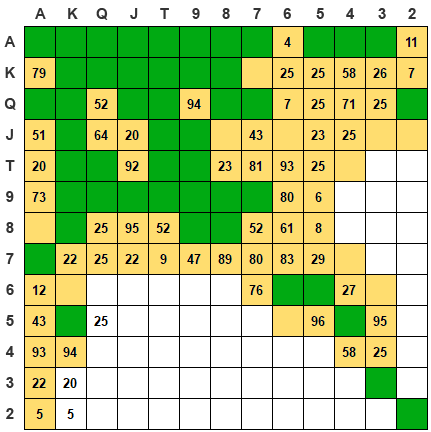 A K Q J T 9 8 7 6 5 4 3 2
A 4 11
K 79 25 25 58 26 7
Q 52 94 7 25 71 25
J 51 64 20 43 23 25
T 20 92 23 81 93 25
9 73 80 6
8 25 95 52 52 61 8
7 22 25 22 9 47 89 80 83 29
6 12 76 27
5 43 25 96 95
4 93 94 58 25
3 22 20
2 5 5